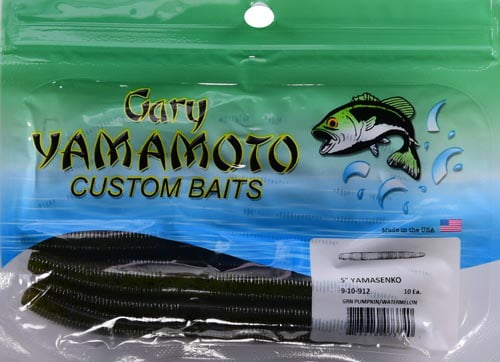 Gary
YAMAMOTO
CUSTOM BAITS
Made in the USA
5" YAMASENKO
9-10-912 10 Ea.
GRN PUMPKIN/WATERMELON